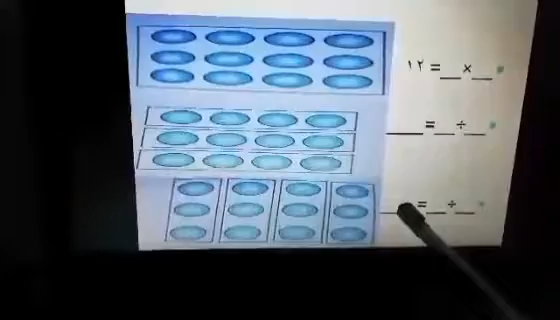 __ × __ = ١٢
__ ÷ __ = ____
__ ÷ __ = ____